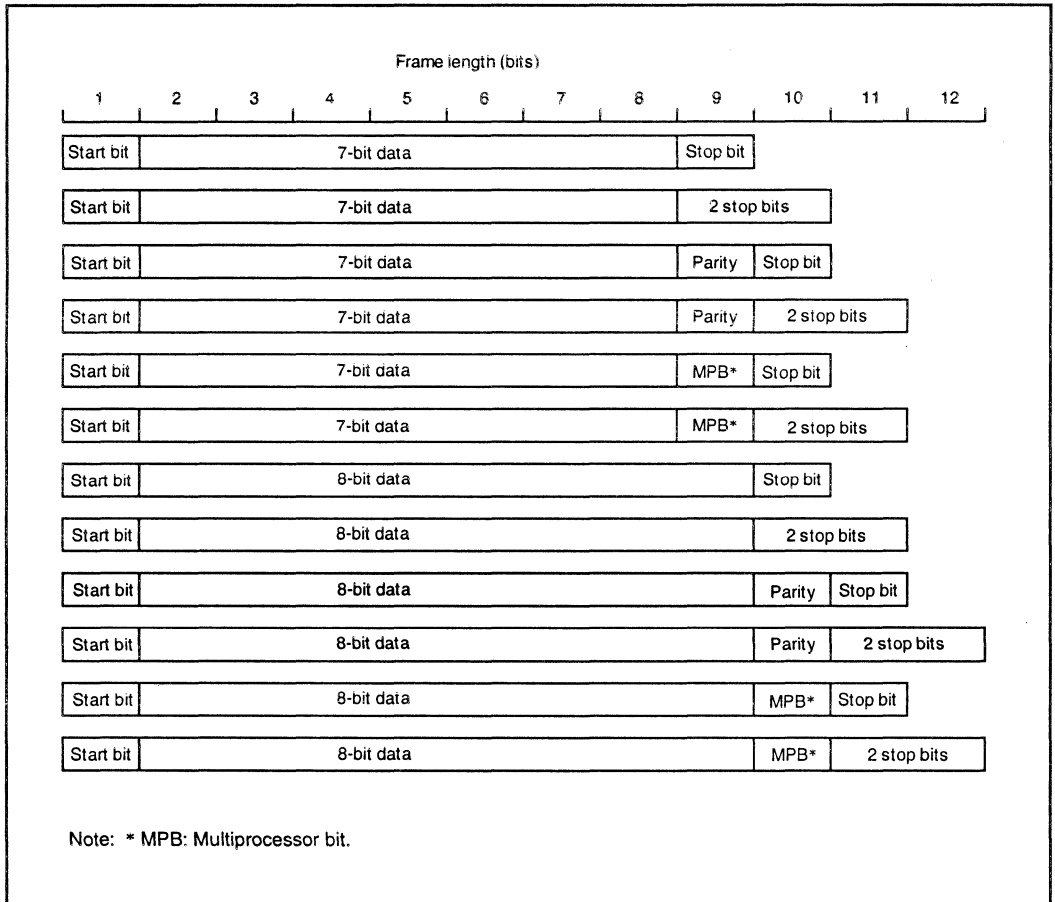 Frame length (bits)
1 2 3 4 5 6 7 8 9 10 11 12
Start bit 7-bit data Stop bit
Start bit 7-bit data 2 stop bits
Start bit 7-bit data Parity Stop bit
Start bit 7-bit data Parity 2 stop bits
Start bit 7-bit data MPB* Stop bit
Start bit 7-bit data MPB* 2 stop bits
Start bit 8-bit data Stop bit
Start bit 8-bit data 2 stop bits
Start bit 8-bit data Parity Stop bit
Start bit 8-bit data Parity 2 stop bits
Start bit 8-bit data MPB* Stop bit
Start bit 8-bit data MPB* 2 stop bits
Note: * MPB: Multiprocessor bit.